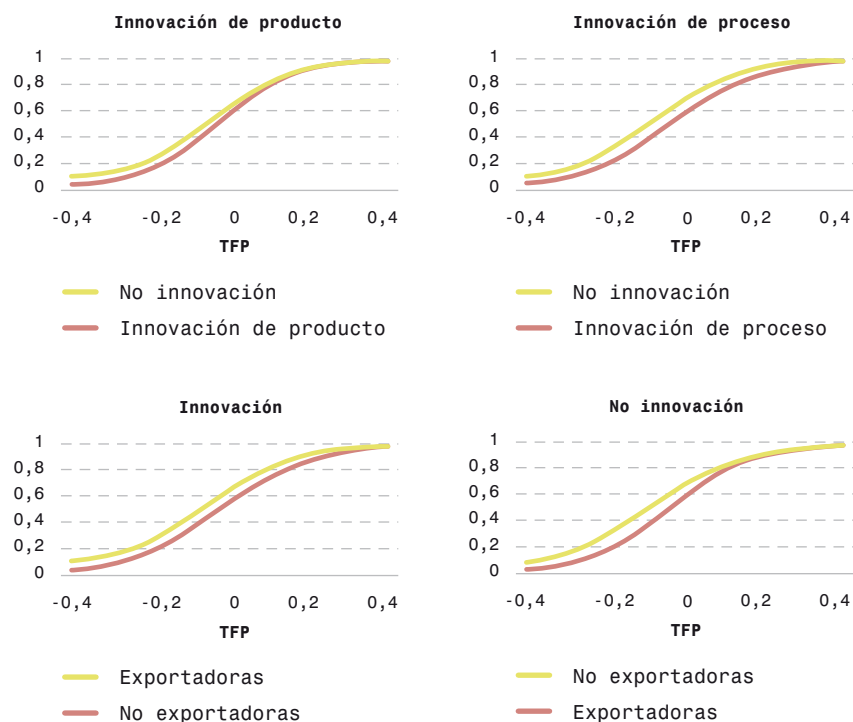 Innovación de producto
1
0,8
0,6
0,4
0,2
0
-0,4 -0,2 0 0,2 0,4
TFP
No innovación
Innovación de producto
Innovación de proceso
1
0,8
0,6
0,4
0,2
0
-0,4 -0,2 0 0,2 0,4
TFP
No innovación
Innovación de proceso
Innovación
1
0,8
0,6
0,4
0,2
0
-0,4 -0,2 0 0,2 0,4
TFP
Exportadoras
No exportadoras
No innovación
1
0,8
0,6
0,4
0,2
0
-0,4 -0,2 0 0,2 0,4
TFP
No exportadoras
Exportadoras